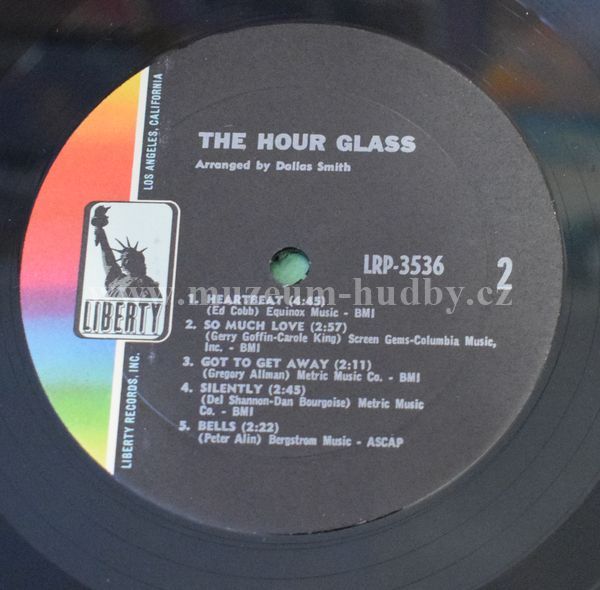 THE HOUR GLASS
Arranged by Dallas Smith
LRP-3536
2
1. HEARTBEAT (4:45)
(Ed Cobb) Equinox Music - BMI
2. SO MUCH LOVE (2:57)
(Gerry Goffin-Carole King) Screen Gems-Columbia Music,
Inc. - BMI
3. GOT TO GET AWAY (2:11)
(Gregory Allman) Metric Music Co. - BMI
4. SILENTLY (2:45)
(Del Shannon-Dan Bourgoise) Metric Music
Co. - BMI
5. BELLS (2:22)
(Peter Alin) Bergstrom Music - ASCAP
LIBERTY
LIBERTY RECORDS, INC.
LOS ANGELES, CALIFORNIA
www.muzeum-hudby.cz